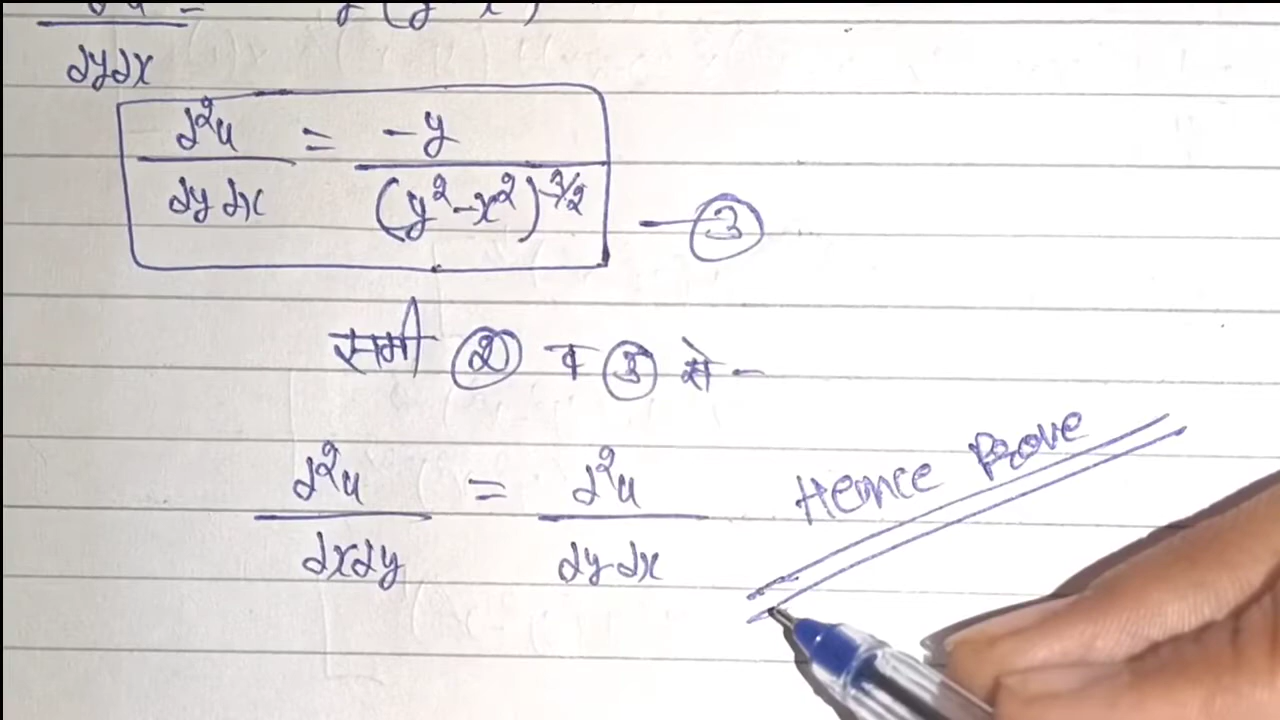 ∂y∂x
∂²u / ∂y∂x = -y / (y²-x²)^-3/2 — ③
समी ② व ③ से -
∂²u / ∂x∂y = ∂²u / ∂y∂x
Hence Prove